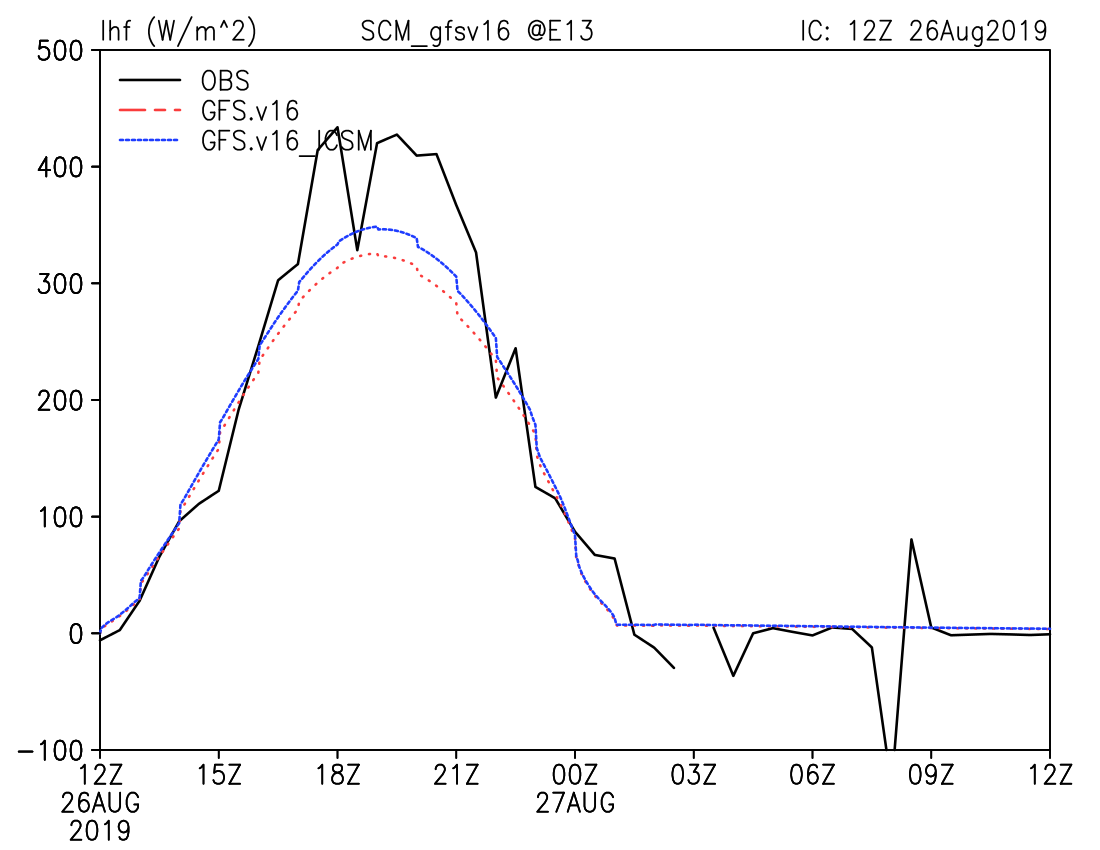 lhf (W/m^2) SCM_gfsv16 @E13 IC: 12Z 26Aug2019
500
OBS
GFS.v16
GFS.v16_ICSM
400
300
200
100
0
-100
12Z 15Z 18Z 21Z 00Z 03Z 06Z 09Z 12Z
26AUG 27AUG
2019